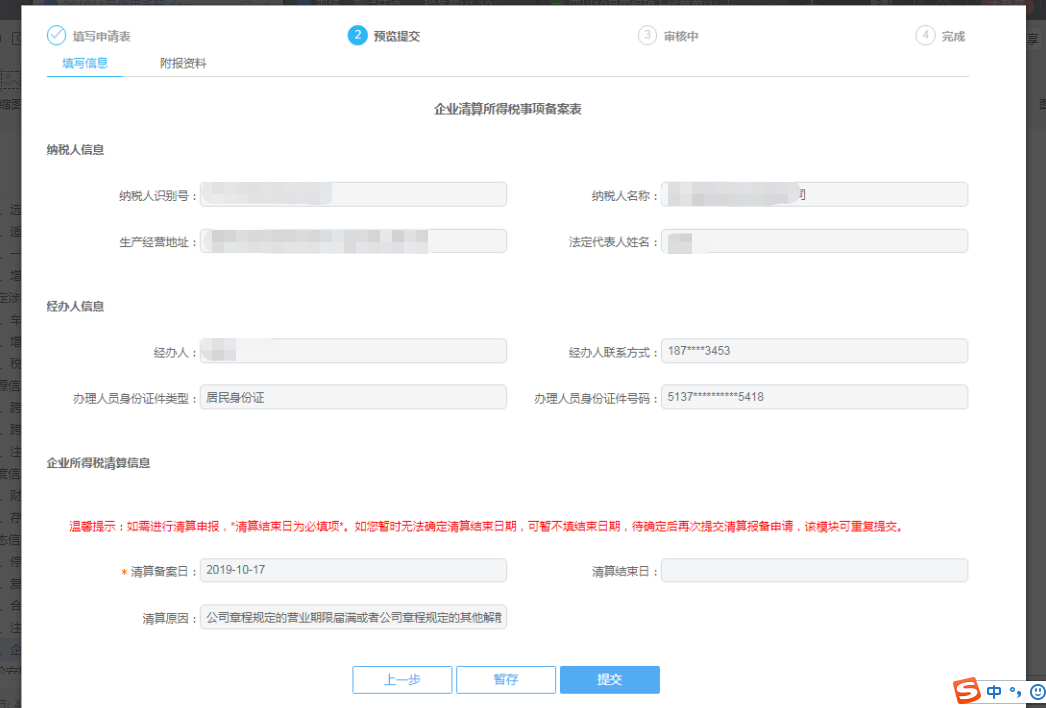 填写申请表
2 预览提交
3 审核中
4 完成
填写信息 附报资料
企业清算所得税事项备案表
纳税人信息
纳税人识别号：
纳税人名称： 司
生产经营地址：
法定代表人姓名：
经办人信息
经办人：
经办人联系方式： 187****3453
办理人员身份证件类型： 居民身份证
办理人员身份证件号码： 5137**********5418
企业所得税清算信息
温馨提示：如需进行清算申报，*清算结束日为必填项*。如您暂时无法确定清算结束日期，可暂不填结束日期，待确定后再次提交清算报备申请，该模块可重复提交。
* 清算备案日： 2019-10-17
清算结束日：
清算原因： 公司章程规定的营业期限届满或者公司章程规定的其他解散
上一步 暂存 提交
中